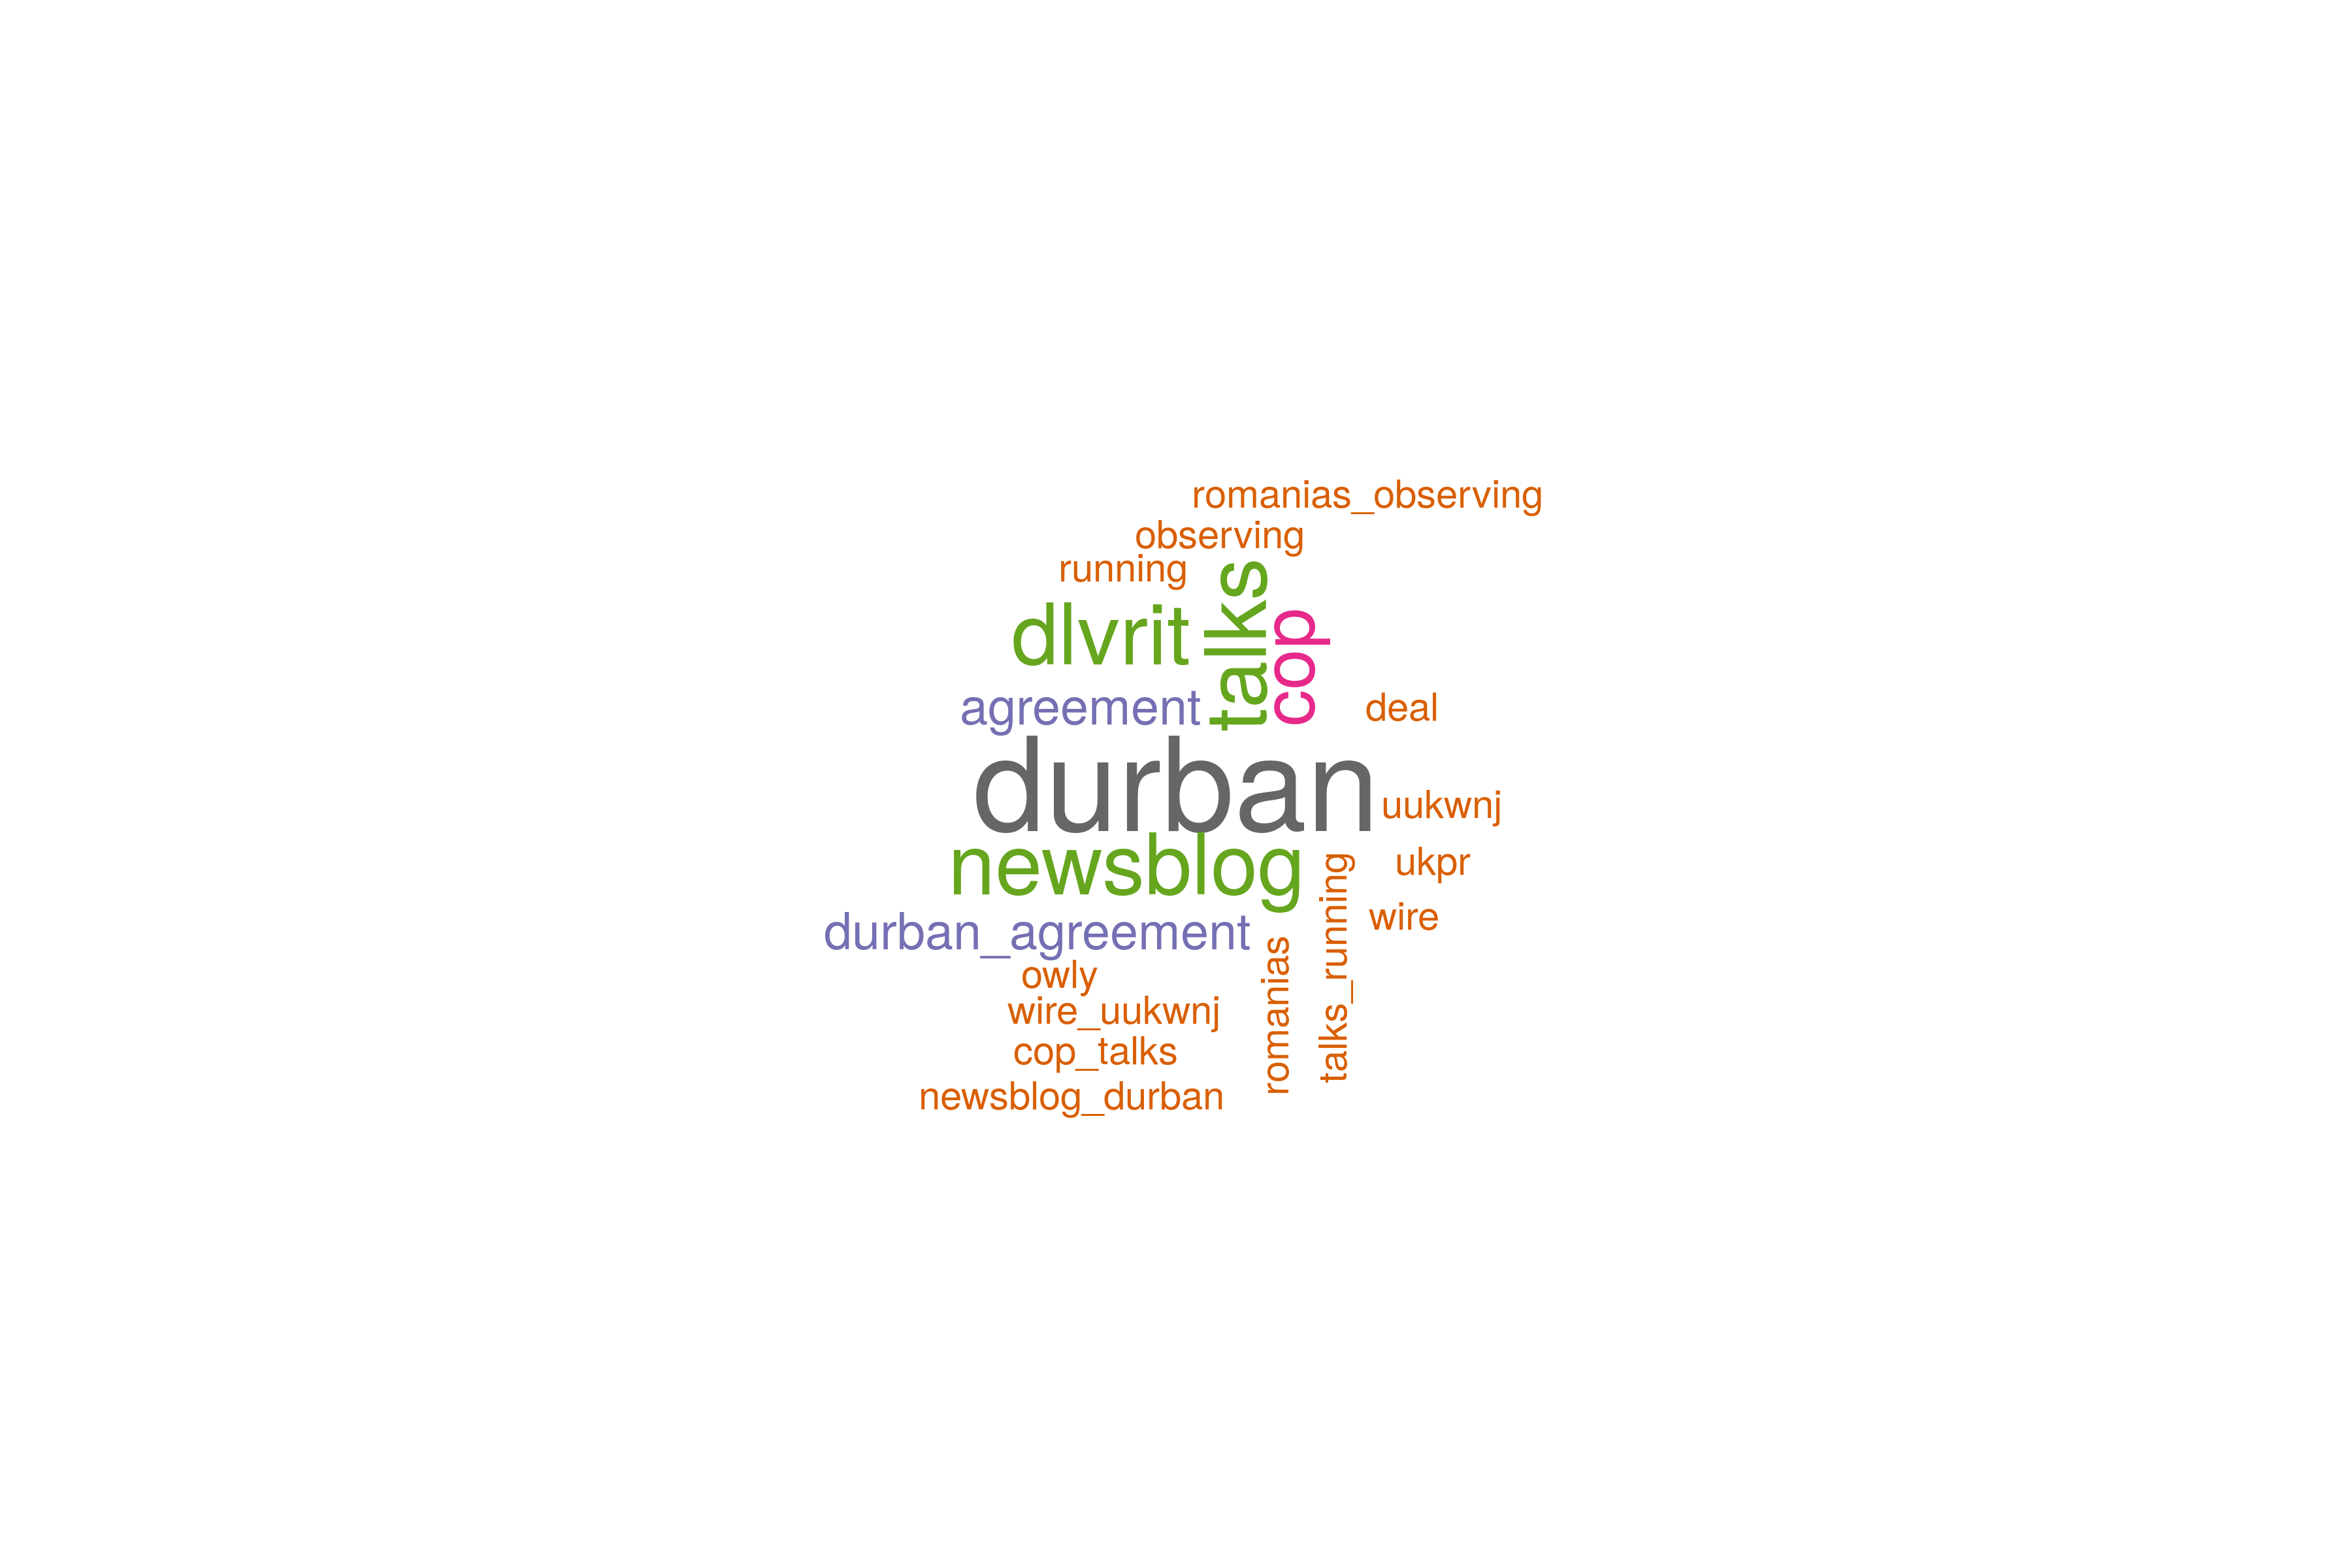 romanias_observing
observing
running
talks
dlvrit
cop
agreement
deal
durban
uukwnj
newsblog
ukpr
talks_running
wire
durban_agreement
romanias
owly
wire_uukwnj
cop_talks
newsblog_durban